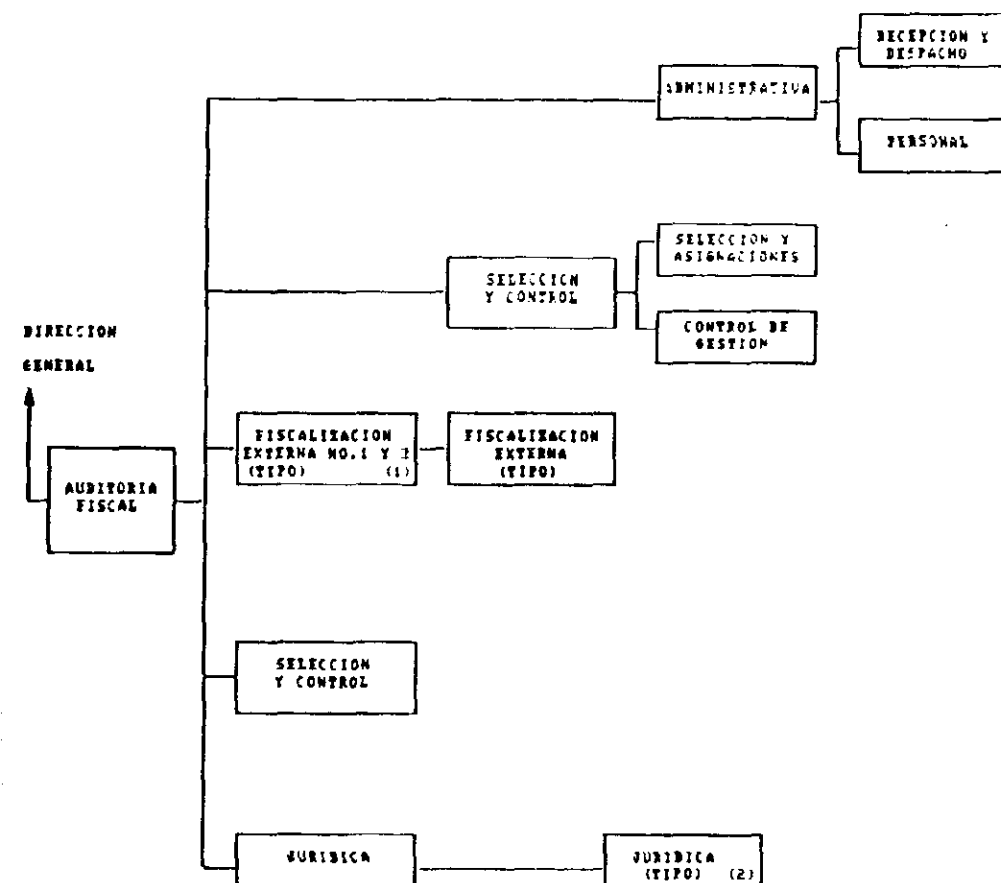 RECEPCION Y
DESPACHO
ADMINISTRATIVA
PERSONAL
SELECCION Y
ASIGNACIONES
SELECCION
Y CONTROL
CONTROL DE
GESTION
DIRECCION
GENERAL
FISCALIZACION
EXTERNA NO.1 Y 2
(TIPO) (1)
FISCALIZACION
EXTERNA
(TIPO)
AUDITORIA
FISCAL
SELECCION
Y CONTROL
JURIDICA
JURIDICA
(TIPO) (2)